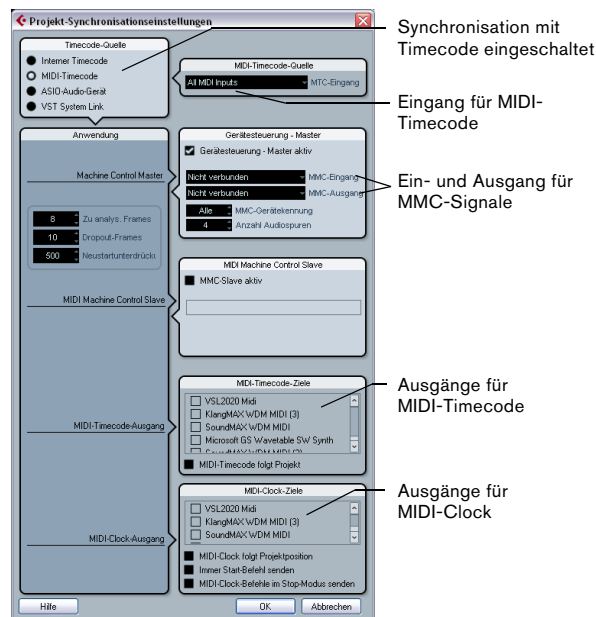 Projekt-Synchronisationseinstellungen
Timecode-Quelle
Interner Timecode
MIDI-Timecode
ASIO-Audio-Gerät
VST System Link
MIDI-Timecode-Quelle
All MIDI Inputs
MTC-Eingang
Anwendung
Machine Control Master
8 Zu analys. Frames
10 Dropout-Frames
500 Neustartunterdrückı
MIDI Machine Control Slave
MIDI-Timecode-Ausgang
MIDI-Clock-Ausgang
Gerätesteuerung - Master
Gerätesteuerung - Master aktiv
Nicht verbunden MMC-Eingang
Nicht verbunden MMC-Ausgang
Alle MMC-Gerätekennung
4 Anzahl Audiospuren
MIDI Machine Control Slave
MMC-Slave aktiv
MIDI-Timecode-Ziele
VSL2020 Midi
KlangMAX WDM MIDI (3)
SoundMAX WDM MIDI
Microsoft GS Wavetable SW Synth
SoundMAX WDM MIDI (2)
MIDI-Timecode folgt Projekt
MIDI-Clock-Ziele
VSL2020 Midi
KlangMAX WDM MIDI (3)
SoundMAX WDM MIDI
MIDI-Clock folgt Projektposition
Immer Start-Befehl senden
MIDI-Clock-Befehle im Stop-Modus senden
Hilfe
OK
Abbrechen
Synchronisation mit
Timecode eingeschaltet
Eingang für MIDI-
Timecode
Ein- und Ausgang für
MMC-Signale
Ausgänge für
MIDI-Timecode
Ausgänge für
MIDI-Clock